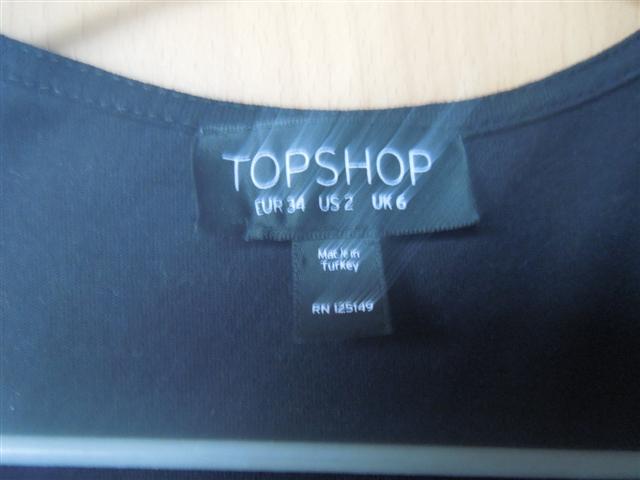 TOPSHOP
EUR 34 US 2 UK 6
Made in
Turkey
RN 125149